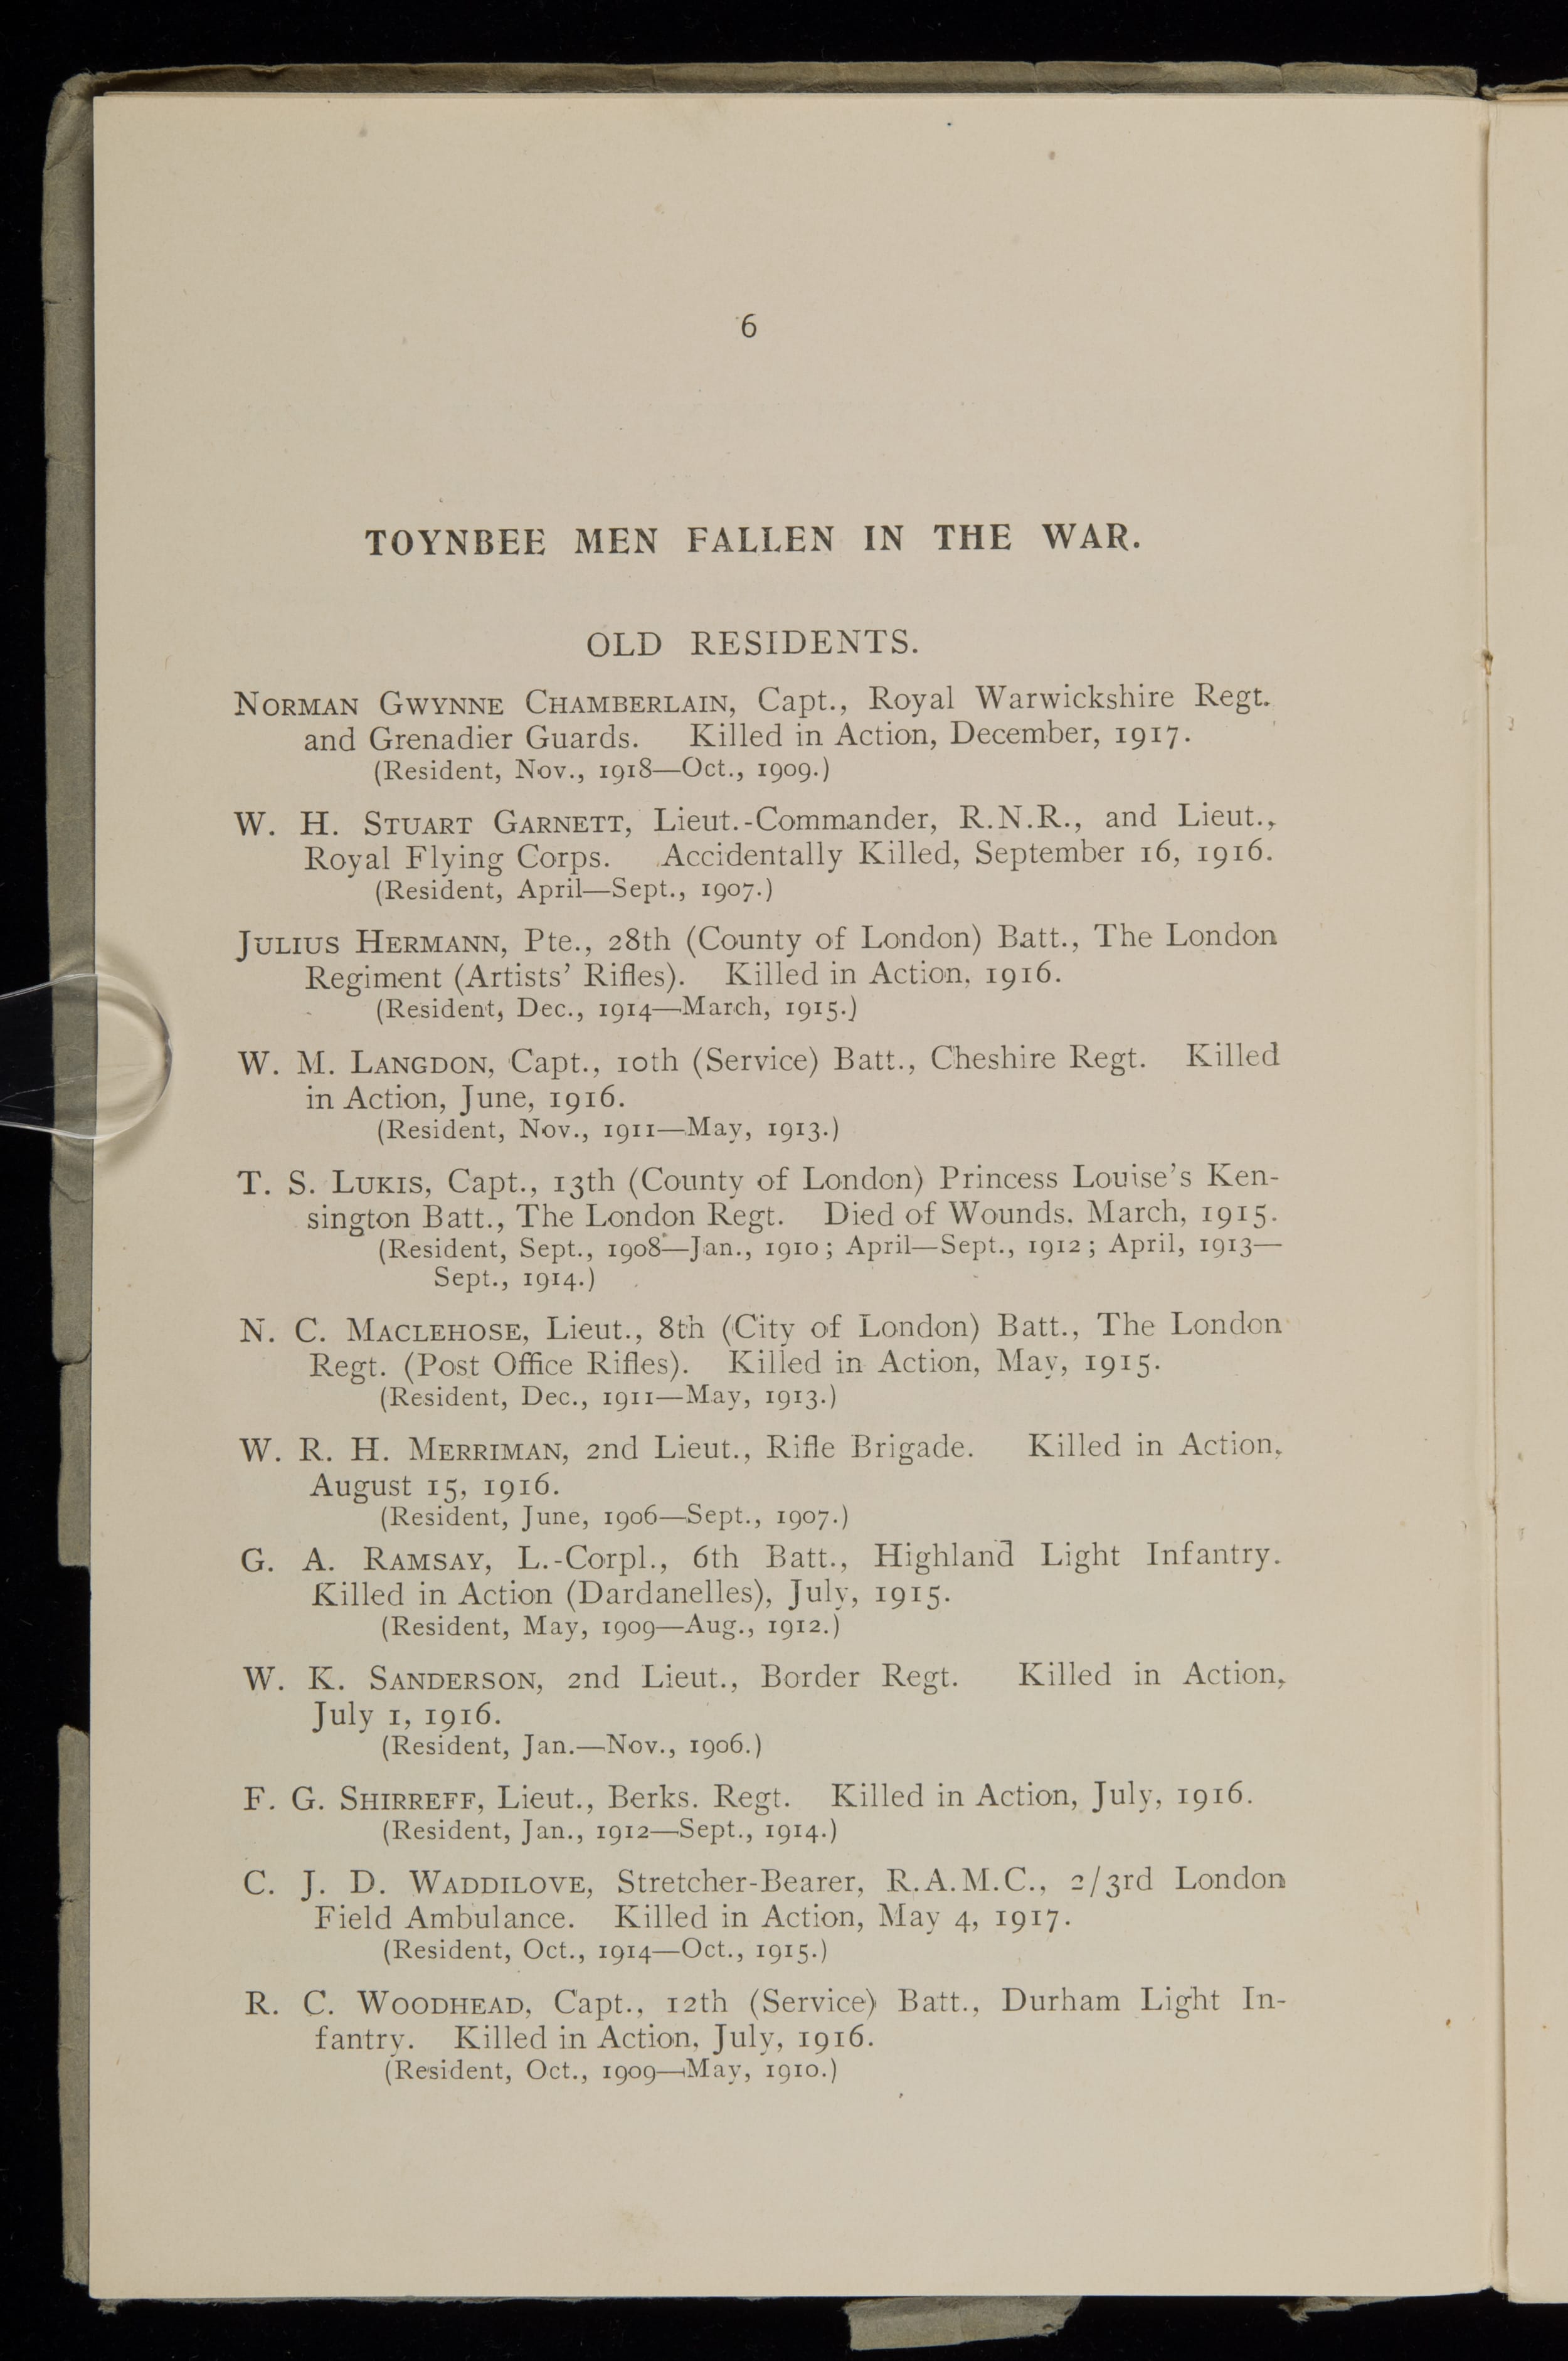 6
TOYNBEE MEN FALLEN IN THE WAR.
OLD RESIDENTS.
NORMAN GWYNNE CHAMBERLAIN, Capt., Royal Warwickshire Regt.
and Grenadier Guards. Killed in Action, December, 1917.
(Resident, Nov., 1918—Oct., 1909.)
W. H. STUART GARNETT, Lieut.-Commander, R.N.R., and Lieut.,
Royal Flying Corps. Accidentally Killed, September 16, 1916.
(Resident, April—Sept., 1907.)
JULIUS HERMANN, Pte., 28th (County of London) Batt., The London
Regiment (Artists' Rifles). Killed in Action, 1916.
(Resident, Dec., 1914—March, 1915.)
W. M. LANGDON, Capt., 10th (Service) Batt., Cheshire Regt. Killed
in Action, June, 1916.
(Resident, Nov., 1911—May, 1913.)
T. S. LUKIS, Capt., 13th (County of London) Princess Louise's Ken-
sington Batt., The London Regt. Died of Wounds, March, 1915.
(Resident, Sept., 1908—Jan., 1910; April—Sept., 1912; April, 1913—
Sept., 1914.)
N. C. MACLEHOSE, Lieut., 8th (City of London) Batt., The London
Regt. (Post Office Rifles). Killed in Action, May, 1915.
(Resident, Dec., 1911—May, 1913.)
W. R. H. MERRIMAN, 2nd Lieut., Rifle Brigade. Killed in Action,
August 15, 1916.
(Resident, June, 1906—Sept., 1907.)
G. A. RAMSAY, L.-Corpl., 6th Batt., Highland Light Infantry.
Killed in Action (Dardanelles), July, 1915.
(Resident, May, 1909—Aug., 1912.)
W. K. SANDERSON, 2nd Lieut., Border Regt. Killed in Action,
July 1, 1916.
(Resident, Jan.—Nov., 1906.)
F. G. SHIRREFF, Lieut., Berks. Regt. Killed in Action, July, 1916.
(Resident, Jan., 1912—Sept., 1914.)
C. J. D. WADDILOVE, Stretcher-Bearer, R.A.M.C., 2/3rd London
Field Ambulance. Killed in Action, May 4, 1917.
(Resident, Oct., 1914—Oct., 1915.)
R. C. WOODHEAD, Capt., 12th (Service) Batt., Durham Light In-
fantry. Killed in Action, July, 1916.
(Resident, Oct., 1909—May, 1910.)